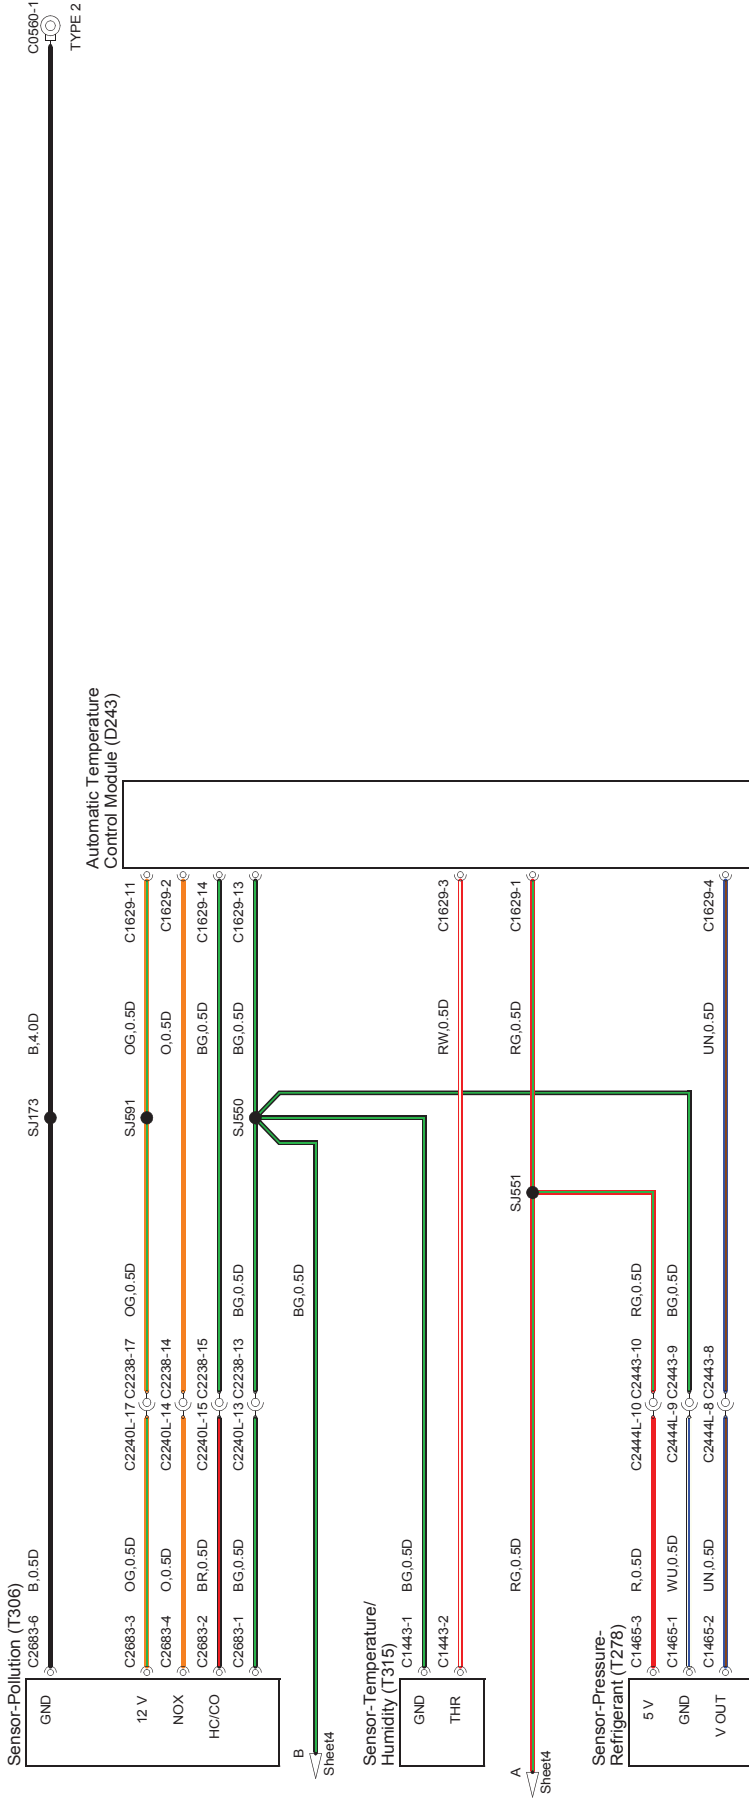 Sensor-Pollution (T306)
C2683-6
B,0.5D
SJ173
B,4.0D
C0560-1
TYPE 2
GND
Automatic Temperature
Control Module (D243)
12 V
C2683-3
OG,0.5D
C2240L-17
C2238-17
OG,0.5D
SJ591
OG,0.5D
C1629-11
NOX
C2683-4
O,0.5D
C2240L-14
C2238-14
O,0.5D
C1629-2
HC/CO
C2683-2
BR,0.5D
C2240L-15
C2238-15
BG,0.5D
C1629-14
C2683-1
BG,0.5D
C2240L-13
C2238-13
BG,0.5D
SJ550
BG,0.5D
C1629-13
B
Sheet4
BG,0.5D
Sensor-Temperature/
Humidity (T315)
GND
C1443-1
BG,0.5D
THR
C1443-2
RW,0.5D
C1629-3
A
Sheet4
RG,0.5D
SJ551
RG,0.5D
C1629-1
Sensor-Pressure-
Refrigerant (T278)
5 V
C1465-3
R,0.5D
C2444L-10
C2443-10
RG,0.5D
GND
C1465-1
WU,0.5D
C2444L-9
C2443-9
BG,0.5D
V OUT
C1465-2
UN,0.5D
C2444L-8
C2443-8
UN,0.5D
C1629-4